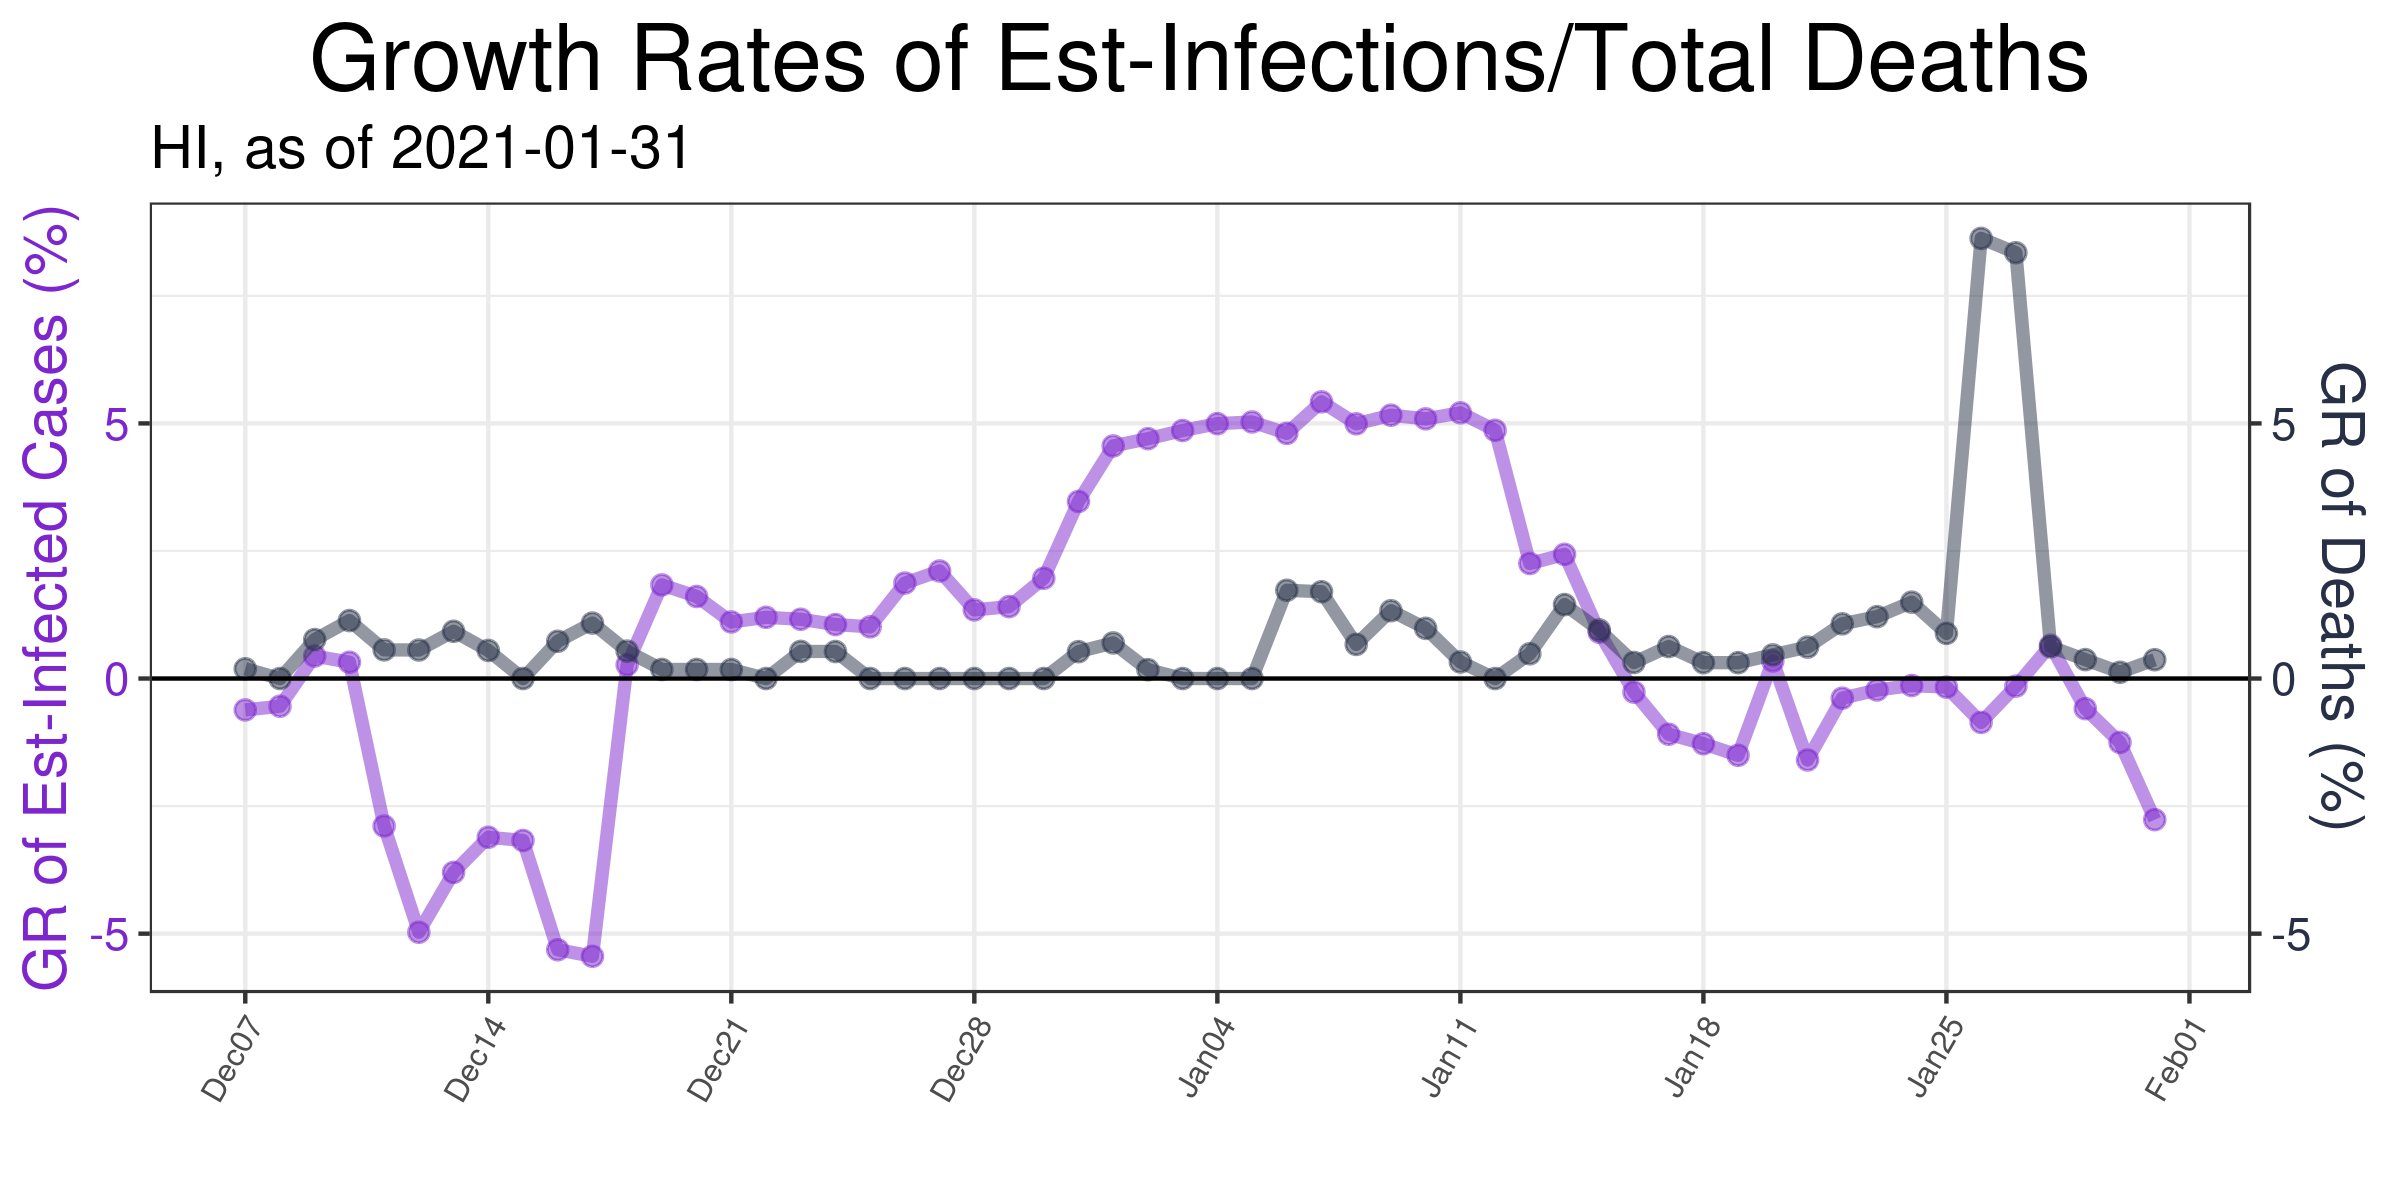 Growth Rates of Est-Infections/Total Deaths
HI, as of 2021-01-31
GR of Est-Infected Cases (%)
5
0
-5
5
0
-5
GR of Deaths (%)
Dec07
Dec14
Dec21
Dec28
Jan04
Jan11
Jan18
Jan25
Feb01